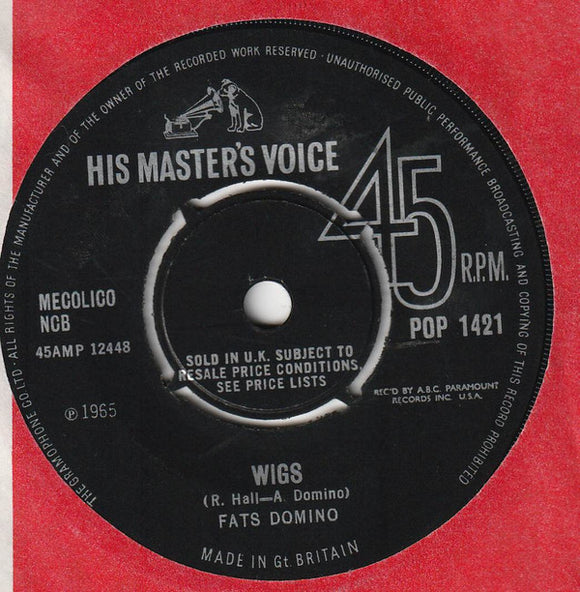 THE GRAMOPHONE CO. LTD. · ALL RIGHTS OF THE MANUFACTURER AND OF THE OWNER OF THE RECORDED WORK RESERVED · UNAUTHORISED PUBLIC PERFORMANCE BROADCASTING AND COPYING OF THIS RECORD PROHIBITED
HIS MASTER'S VOICE
45 R.P.M.
POP 1421
MECOLICO
NCB
45AMP 12448
℗ 1965
SOLD IN U.K. SUBJECT TO
RESALE PRICE CONDITIONS,
SEE PRICE LISTS
REC'D BY A.B.C. PARAMOUNT
RECORDS INC. U.S.A.
WIGS
(R. Hall—A. Domino)
FATS DOMINO
MADE IN Gt. BRITAIN